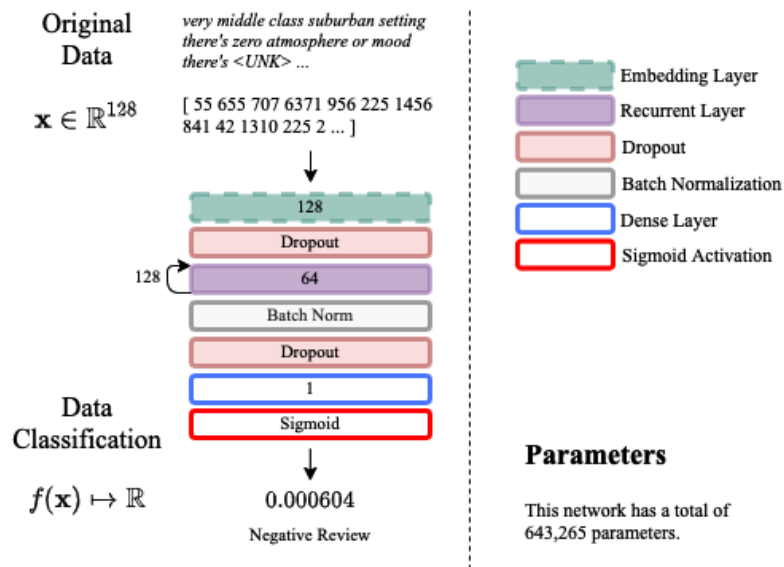 Original
Data
very middle class suburban setting
there's zero atmosphere or mood
there's <UNK> ...
x ∈ ℝ¹²⁸
[ 55 655 707 6371 956 225 1456
841 42 1310 225 2 ... ]
128
Dropout
128
64
Batch Norm
Dropout
1
Sigmoid
Data
Classification
f(x) ↦ ℝ
0.000604
Negative Review
Embedding Layer
Recurrent Layer
Dropout
Batch Normalization
Dense Layer
Sigmoid Activation
Parameters
This network has a total of
643,265 parameters.